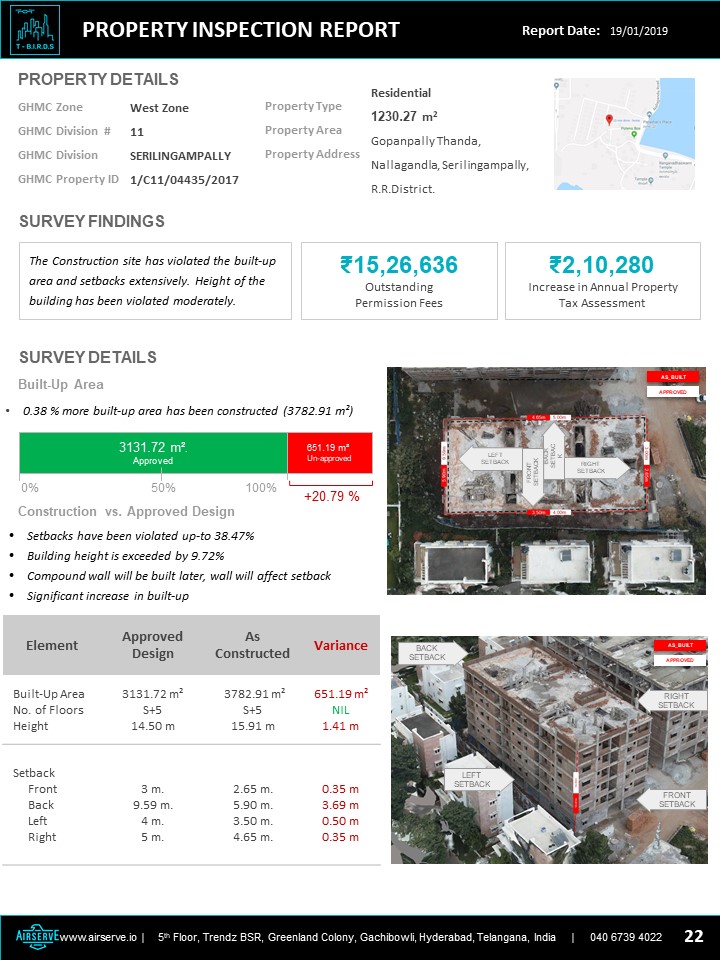 T-BIRDS
PROPERTY INSPECTION REPORT
Report Date: 19/01/2019
PROPERTY DETAILS
GHMC Zone West Zone
GHMC Division # 11
GHMC Division SERILINGAMPALLY
GHMC Property ID 1/C11/04435/2017
Property Type Residential
Property Area 1230.27 m²
Property Address Gopanpally Thanda,
Nallagandla, Serilingampally,
R.R.District.
SURVEY FINDINGS
The Construction site has violated the built-up
area and setbacks extensively. Height of the
building has been violated moderately.
₹15,26,636
Outstanding
Permission Fees
₹2,10,280
Increase in Annual Property
Tax Assessment
SURVEY DETAILS
Built-Up Area
• 0.38 % more built-up area has been constructed (3782.91 m²)
3131.72 m².
Approved
651.19 m²
Un-approved
0% 50% 100%
+20.79 %
Construction vs. Approved Design
• Setbacks have been violated up-to 38.47%
• Building height is exceeded by 9.72%
• Compound wall will be built later, wall will affect setback
• Significant increase in built-up
Element Approved Design As Constructed Variance
Built-Up Area 3131.72 m² 3782.91 m² 651.19 m²
No. of Floors S+5 S+5 NIL
Height 14.50 m 15.91 m 1.41 m
Setback
Front 3 m. 2.65 m. 0.35 m
Back 9.59 m. 5.90 m. 3.69 m
Left 4 m. 3.50 m. 0.50 m
Right 5 m. 4.65 m. 0.35 m
AS_BUILT
APPROVED
LEFT
SETBACK
FRONT
SETBACK
BACK
SETBAC
K
RIGHT
SETBACK
AS_BUILT
APPROVED
BACK
SETBACK
RIGHT
SETBACK
LEFT
SETBACK
FRONT
SETBACK
AIRSERVE www.airserve.io | 5th Floor, Trendz BSR, Greenland Colony, Gachibowli, Hyderabad, Telangana, India | 040 6739 4022 22